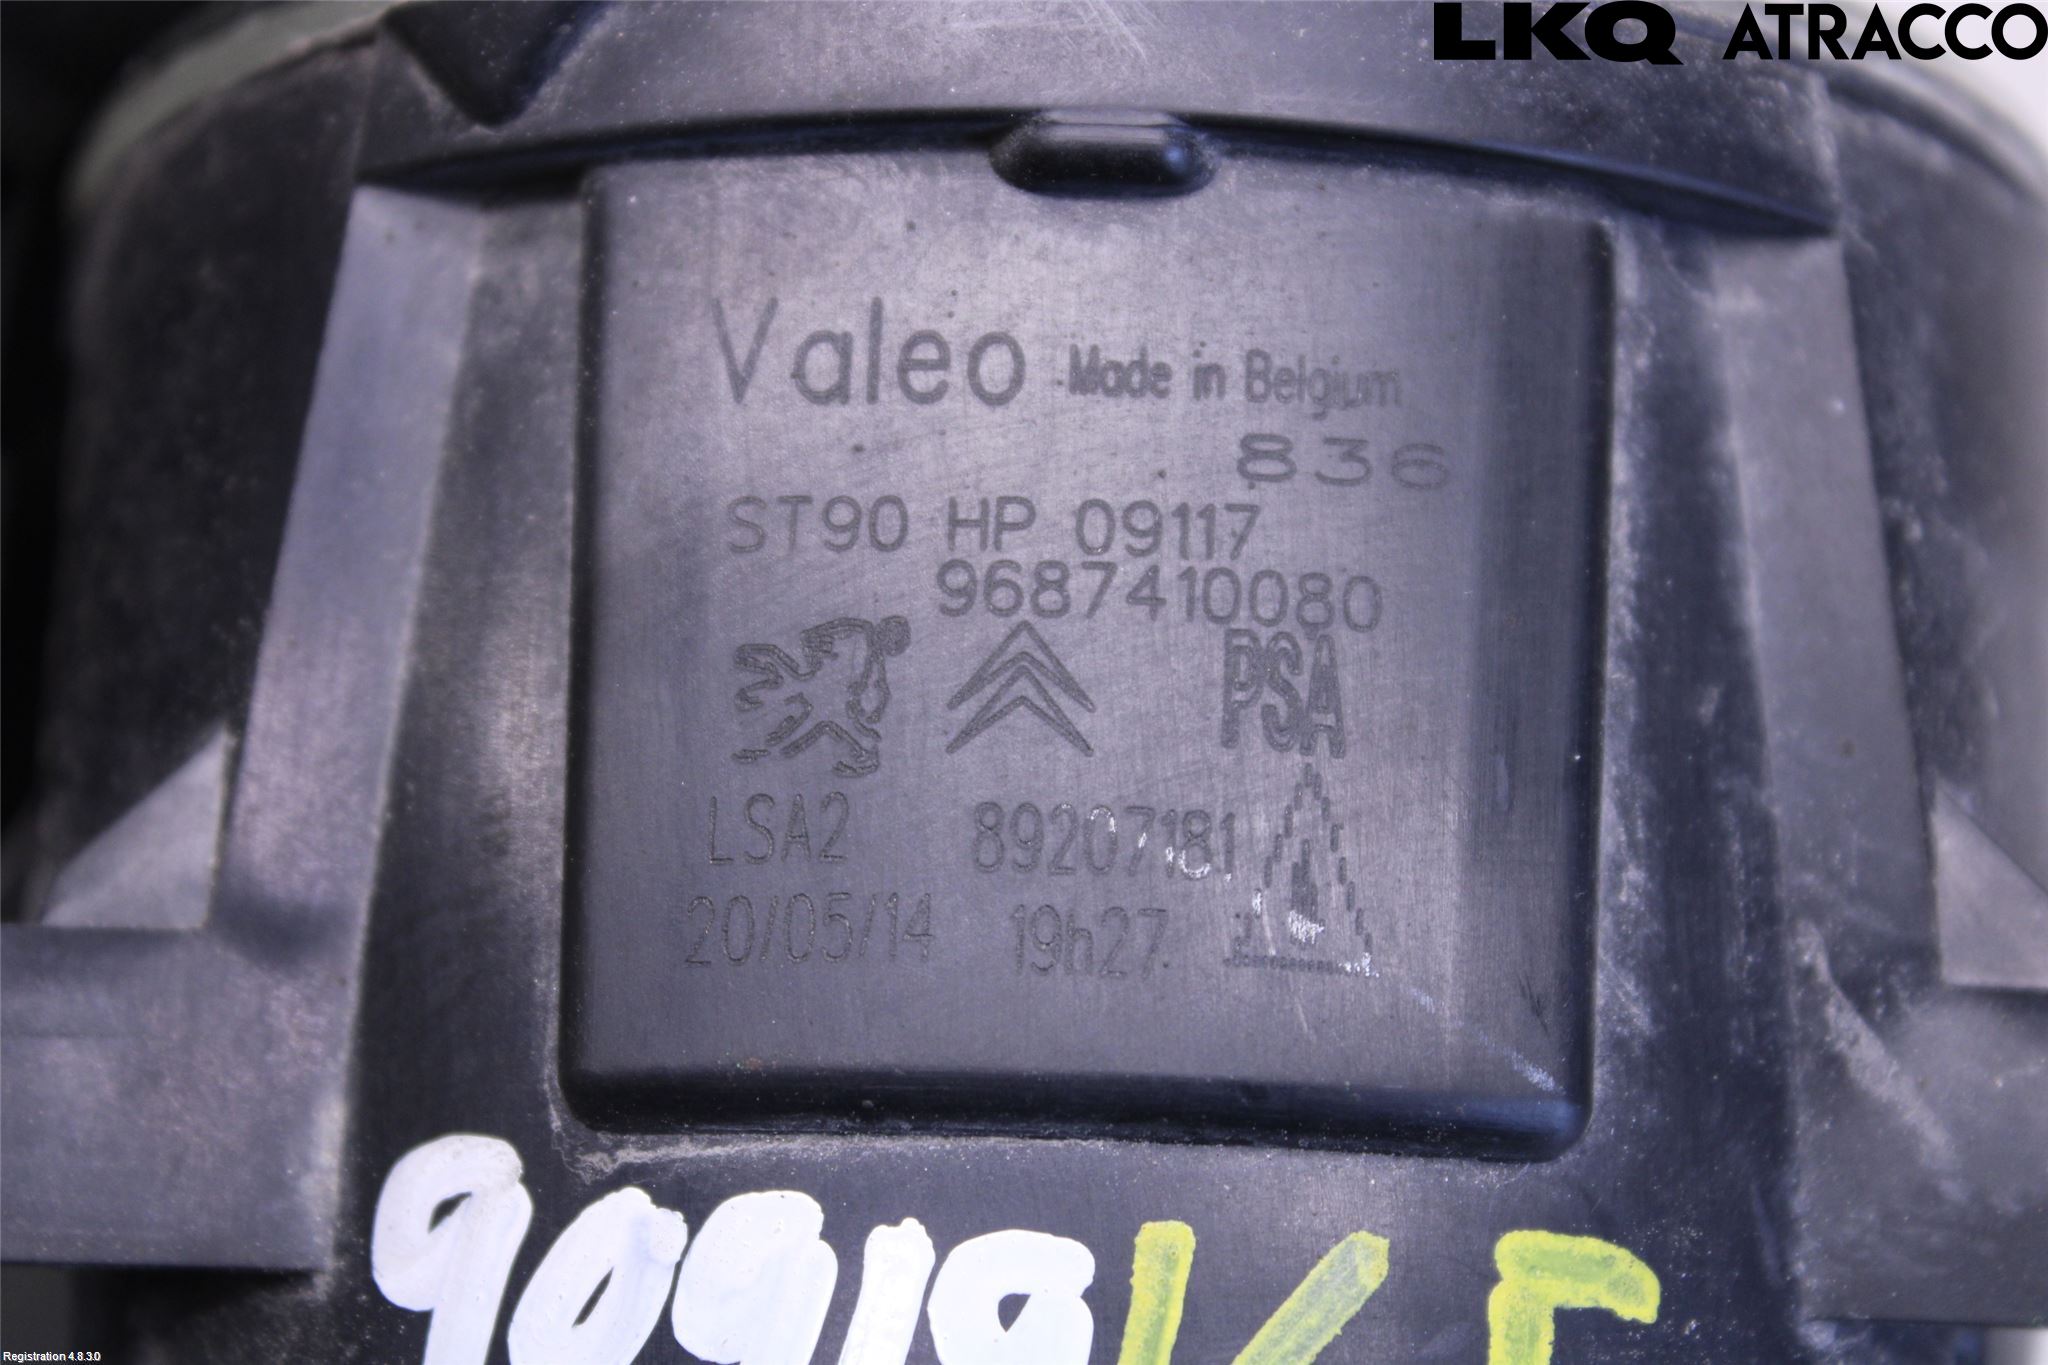 LKQ ATRACCO
Valeo Made in Belgium
836
ST90 HP 09117
9687410080
PSA
LSA2 89207181
20/05/14 19h27
90918
Registration 4.8.3.0